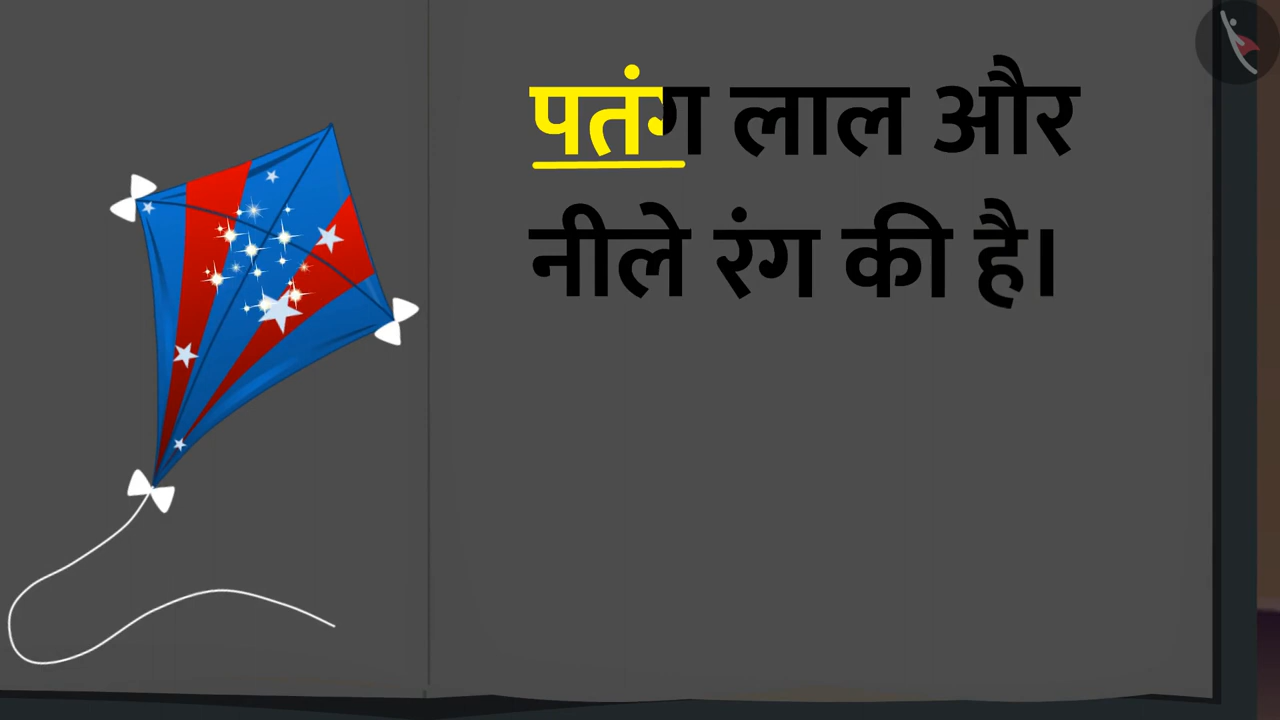 पतंग लाल और
नीले रंग की है।